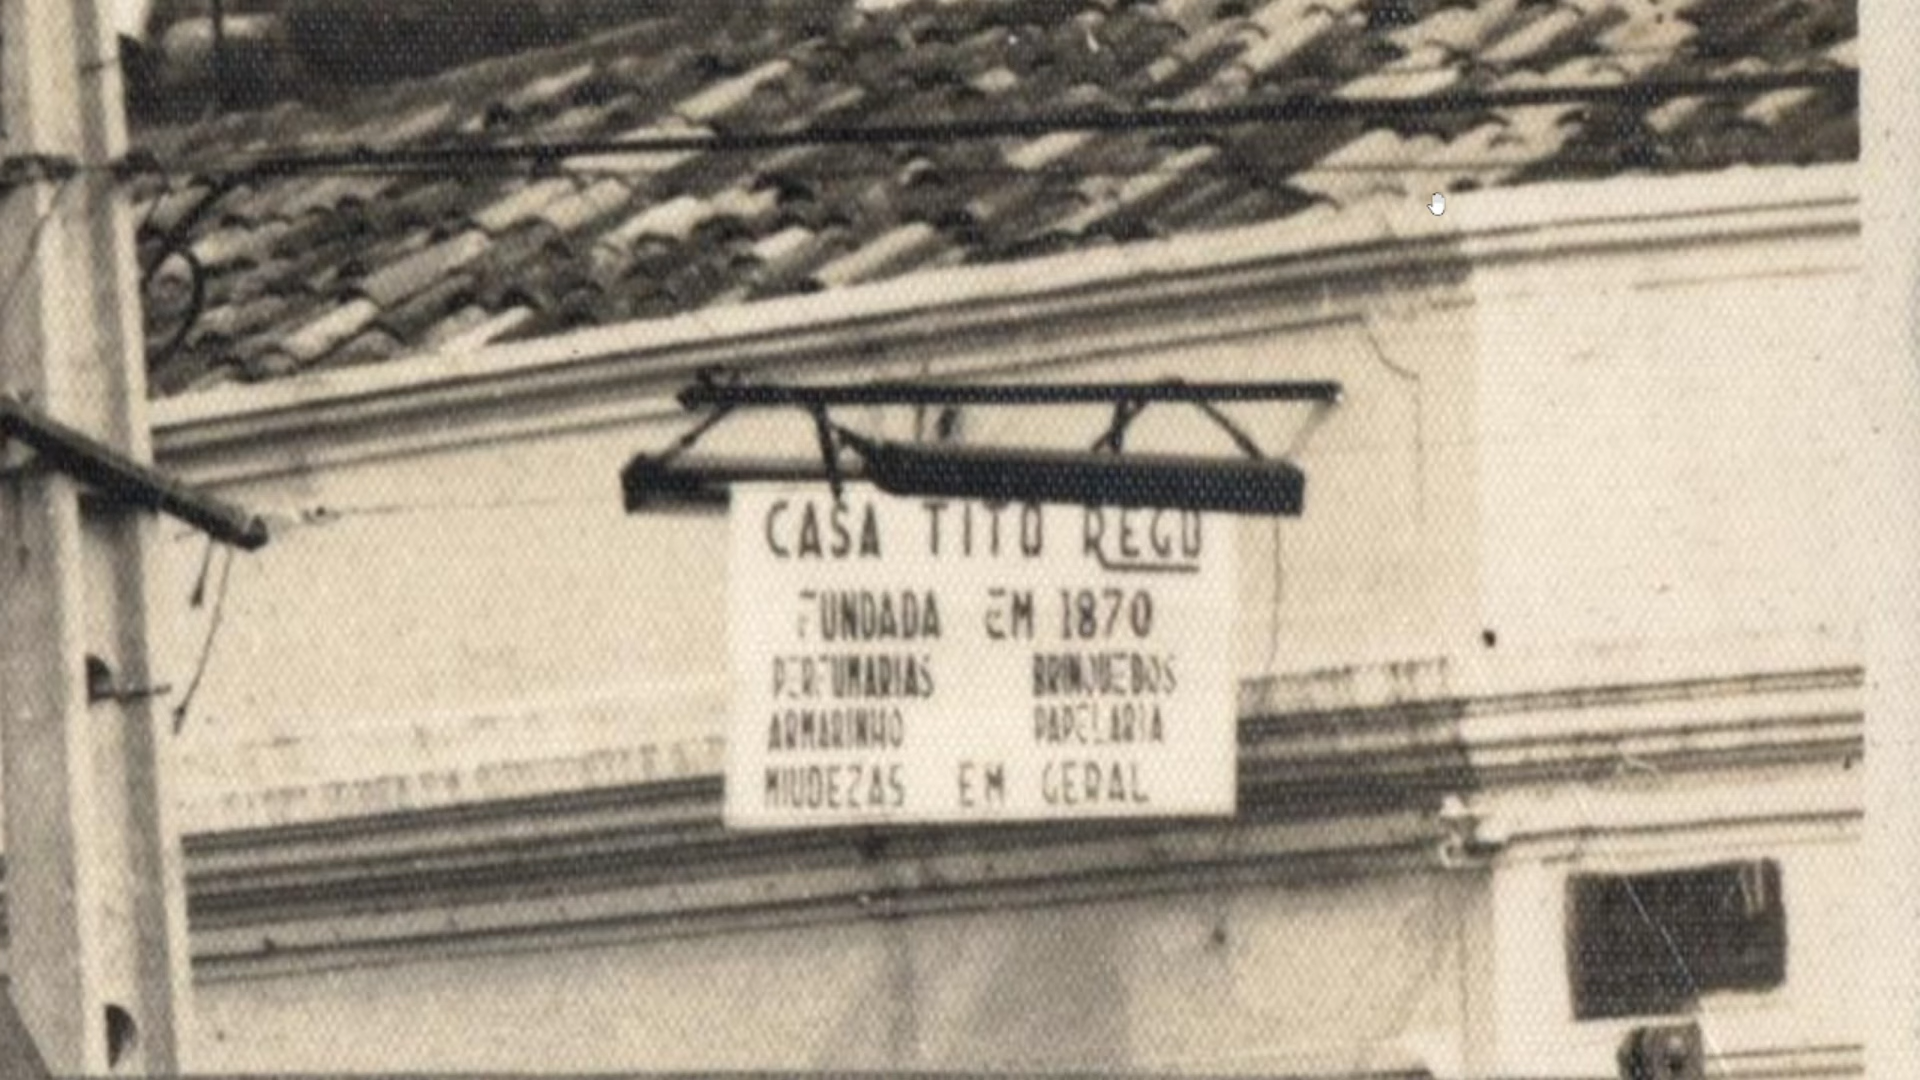 CASA TITO REGO
FUNDADA EM 1870
PERFUMARIAS BRINQUEDOS
ARMARINHO PAPELARIA
MIUDEZAS EM GERAL